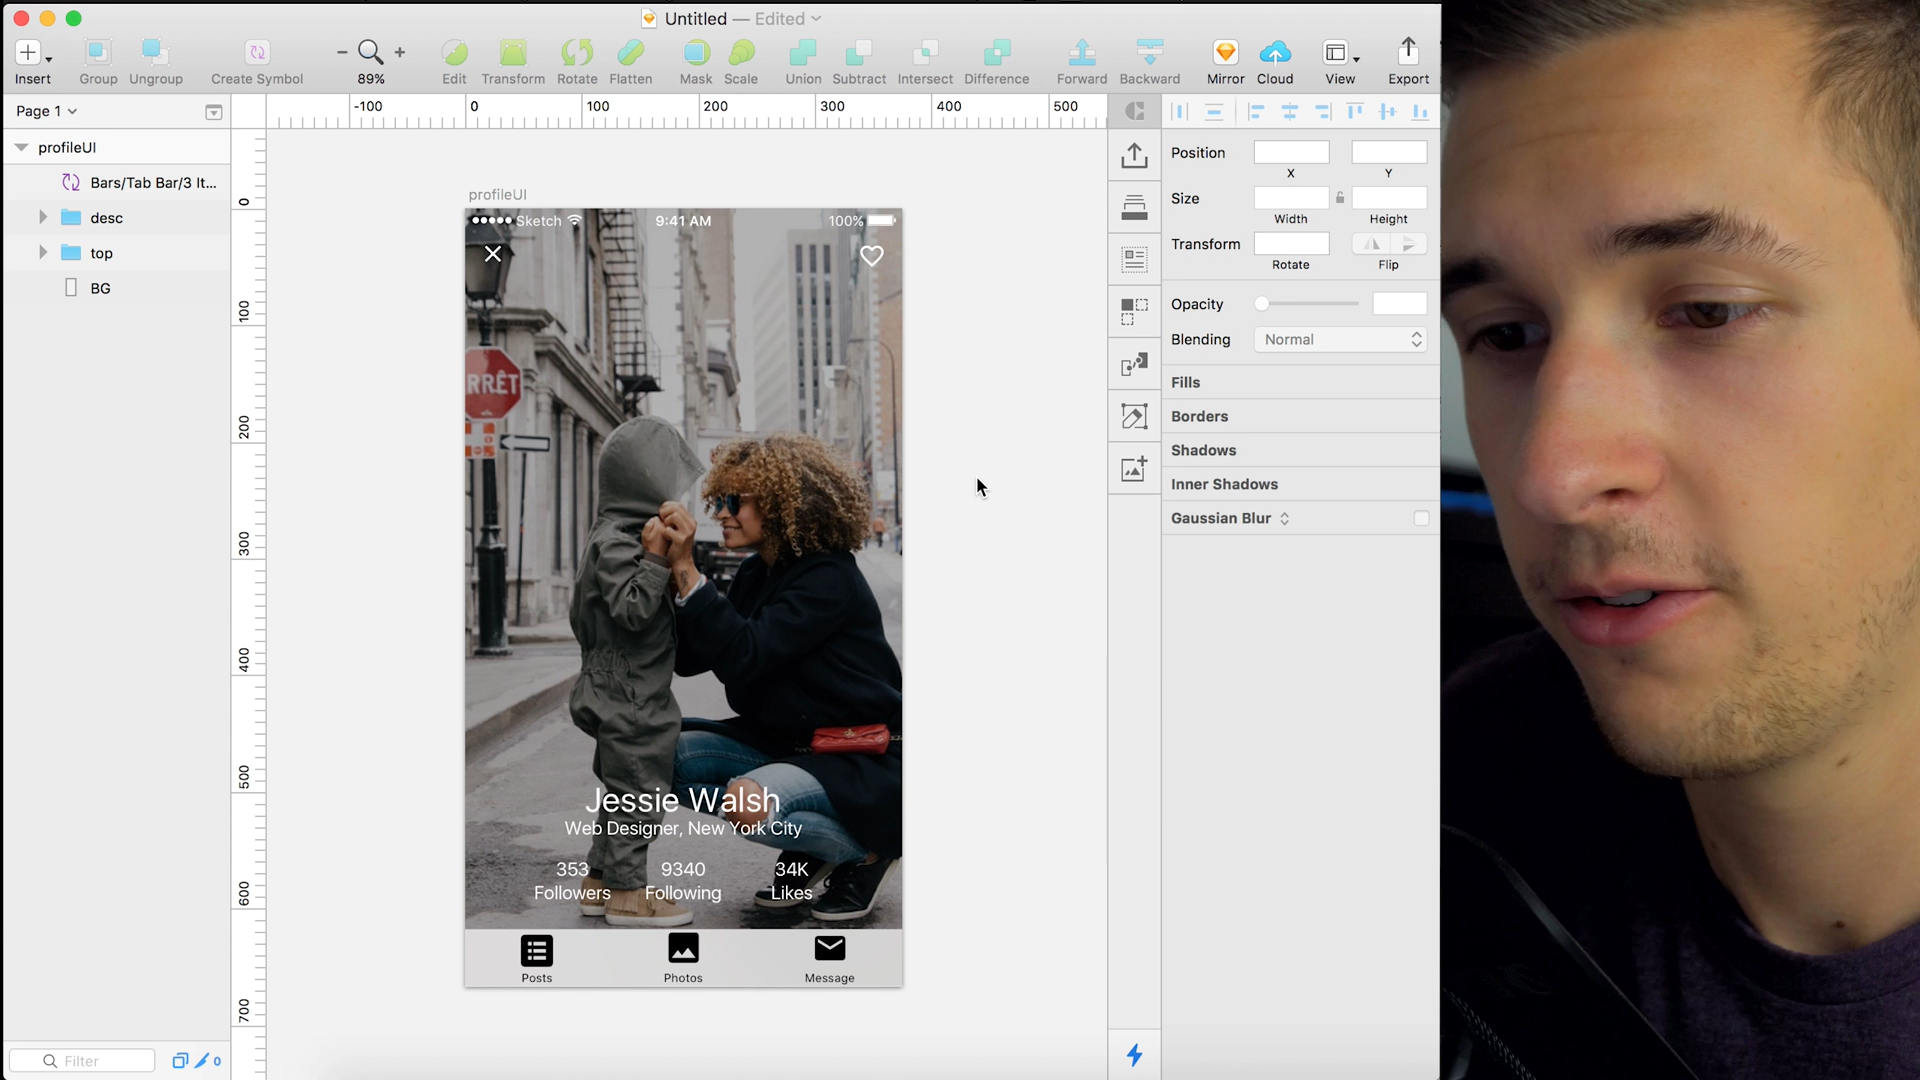 Untitled — Edited
Insert
Group
Ungroup
Create Symbol
89%
Edit
Transform
Rotate
Flatten
Mask
Scale
Union
Subtract
Intersect
Difference
Forward
Backward
Mirror
Cloud
View
Export
Page 1
-100 0 100 200 300 400 500
profileUI
Bars/Tab Bar/3 It...
desc
top
BG
Filter
0
0
100
200
300
400
500
600
700
profileUI
Sketch
9:41 AM
100%
ARRÊT
Jessie Walsh
Web Designer, New York City
353 9340 34K
Followers Following Likes
Posts Photos Message
Position
X Y
Size
Width Height
Transform
Rotate Flip
Opacity
Blending Normal
Fills
Borders
Shadows
Inner Shadows
Gaussian Blur